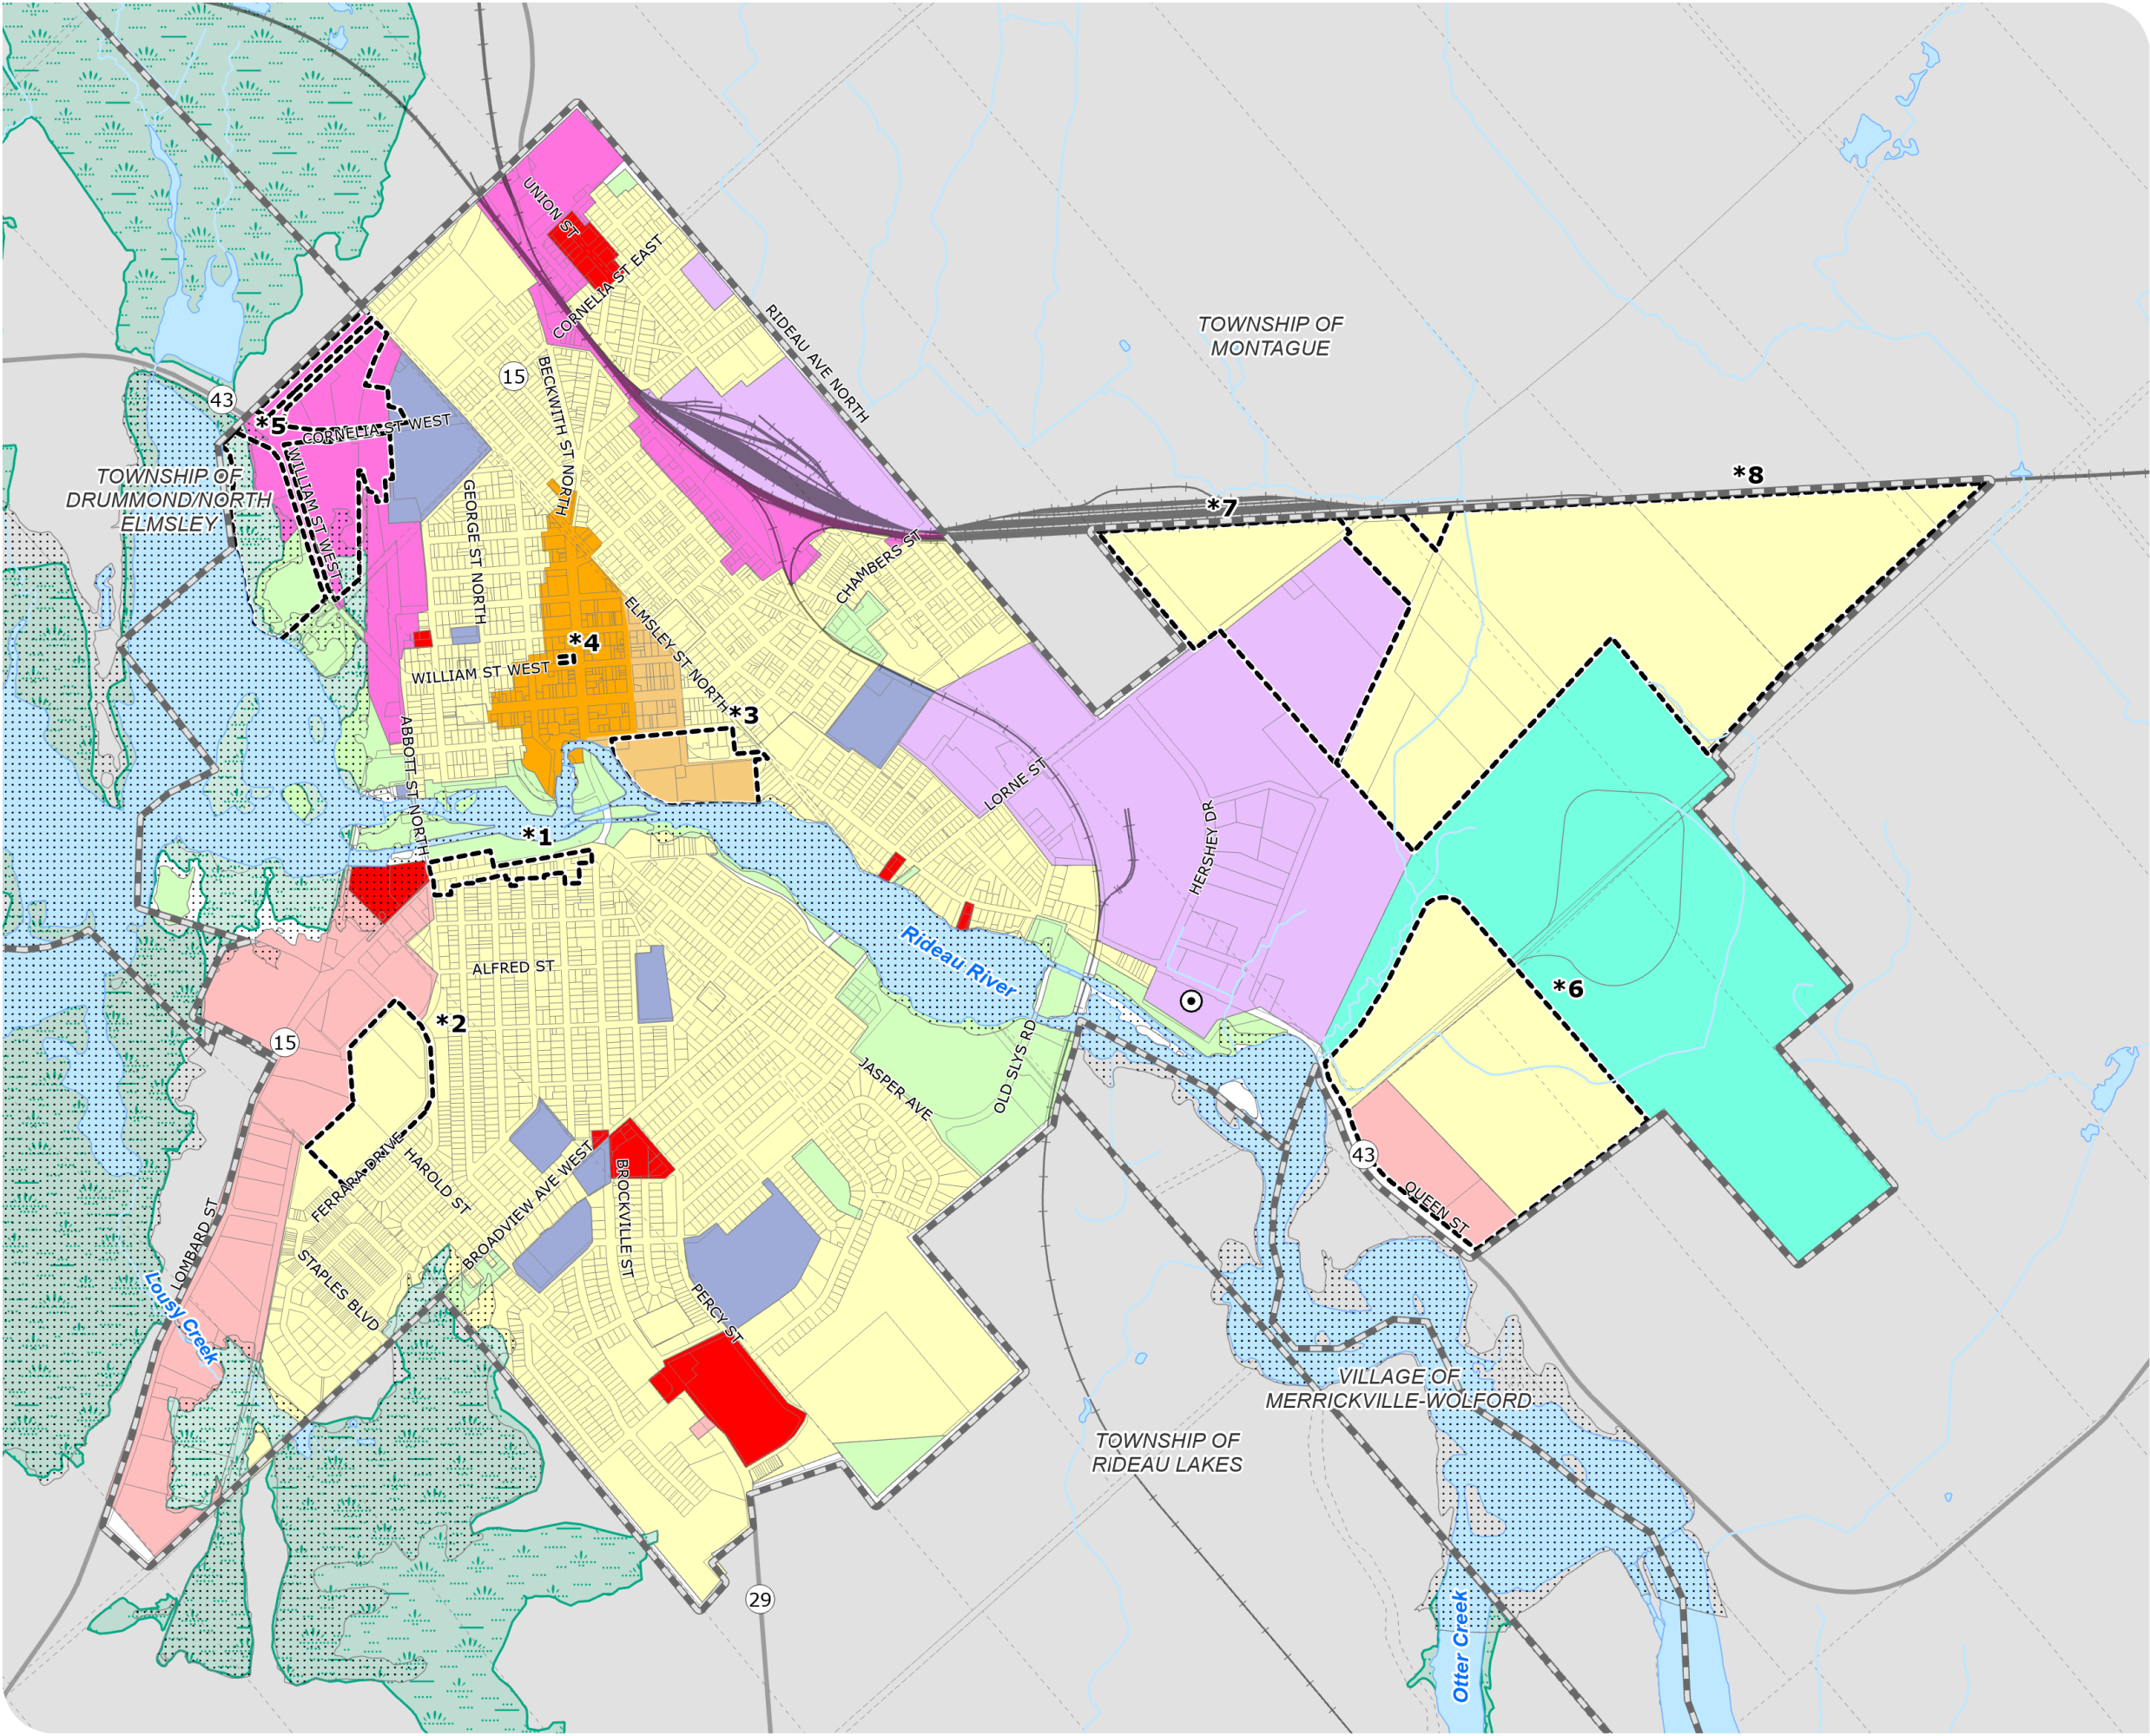 UNION ST
CORNELIA ST EAST
RIDEAU AVE NORTH
TOWNSHIP OF
MONTAGUE
15
BECKWITH ST NORTH
43
*5
CORNELIA ST WEST
WILLIAM ST WEST
TOWNSHIP OF
DRUMMOND/NORTH
ELMSLEY
GEORGE ST NORTH
*8
*7
CHAMBERS ST
ELMSLEY ST NORTH
*4
WILLIAM ST WEST
*3
ABBOTT ST NORTH
LORNE ST
HERSHEY DR
*1
Rideau River
ALFRED ST
*6
*2
15
JASPER AVE
OLD SLYS RD
FERRARA DRIVE
HAROLD ST
BROADVIEW AVE WEST
BROCKVILLE ST
43
QUEEN ST
LOMBARD ST
STAPLES BLVD
Lousy Creek
PERCY ST
VILLAGE OF
MERRICKVILLE-WOLFORD
TOWNSHIP OF
RIDEAU LAKES
29
Otter Creek